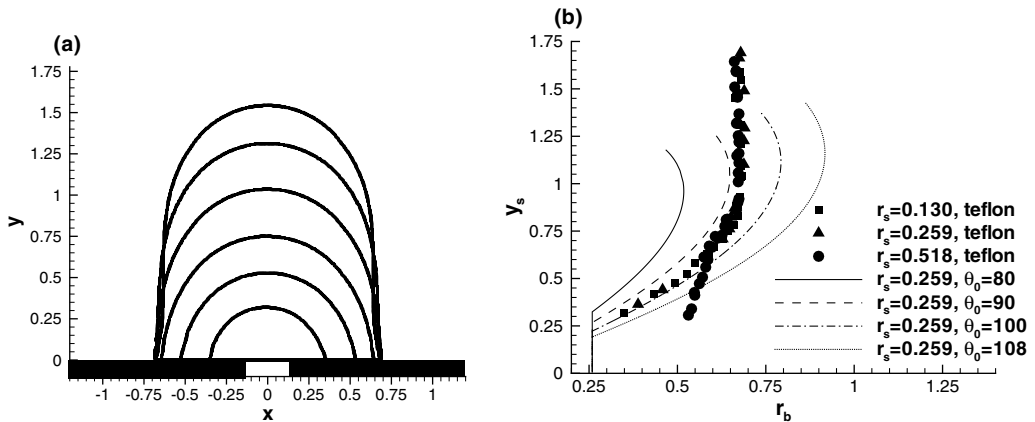 (a)
1.75
1.5
1.25
1
0.75
0.5
0.25
0
y
-1 -0.75 -0.5 -0.25 0 0.25 0.5 0.75 1
x
(b)
1.75
1.5
1.25
1
0.75
0.5
0.25
0
y_s
0.25 0.5 0.75 1 1.25
r_b
r_s=0.130, teflon
r_s=0.259, teflon
r_s=0.518, teflon
r_s=0.259, θ_0=80
r_s=0.259, θ_0=90
r_s=0.259, θ_0=100
r_s=0.259, θ_0=108